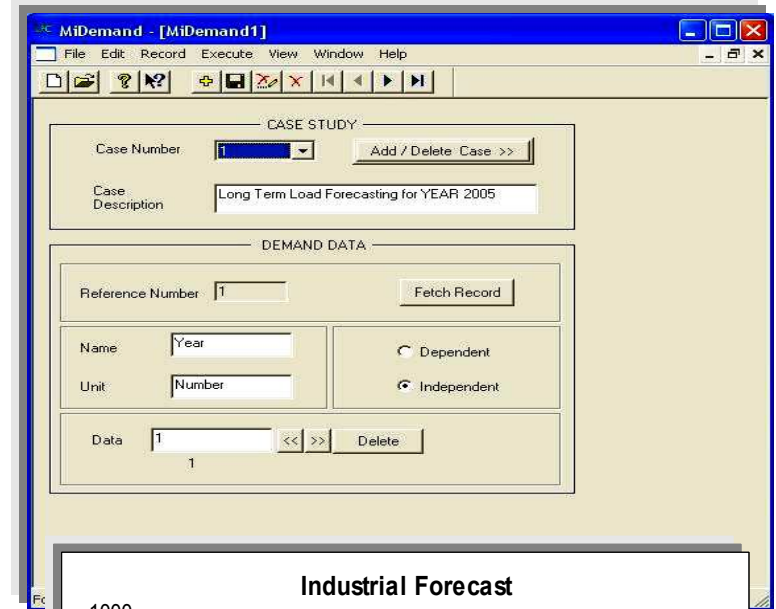 MiDemand - [MiDemand1]
File Edit Record Execute View Window Help
CASE STUDY
Case Number 1 Add / Delete Case >>
Case Description Long Term Load Forecasting for YEAR 2005
DEMAND DATA
Reference Number 1 Fetch Record
Name Year Dependent
Unit Number Independent
Data 1 << >> Delete
1
Industrial Forecast